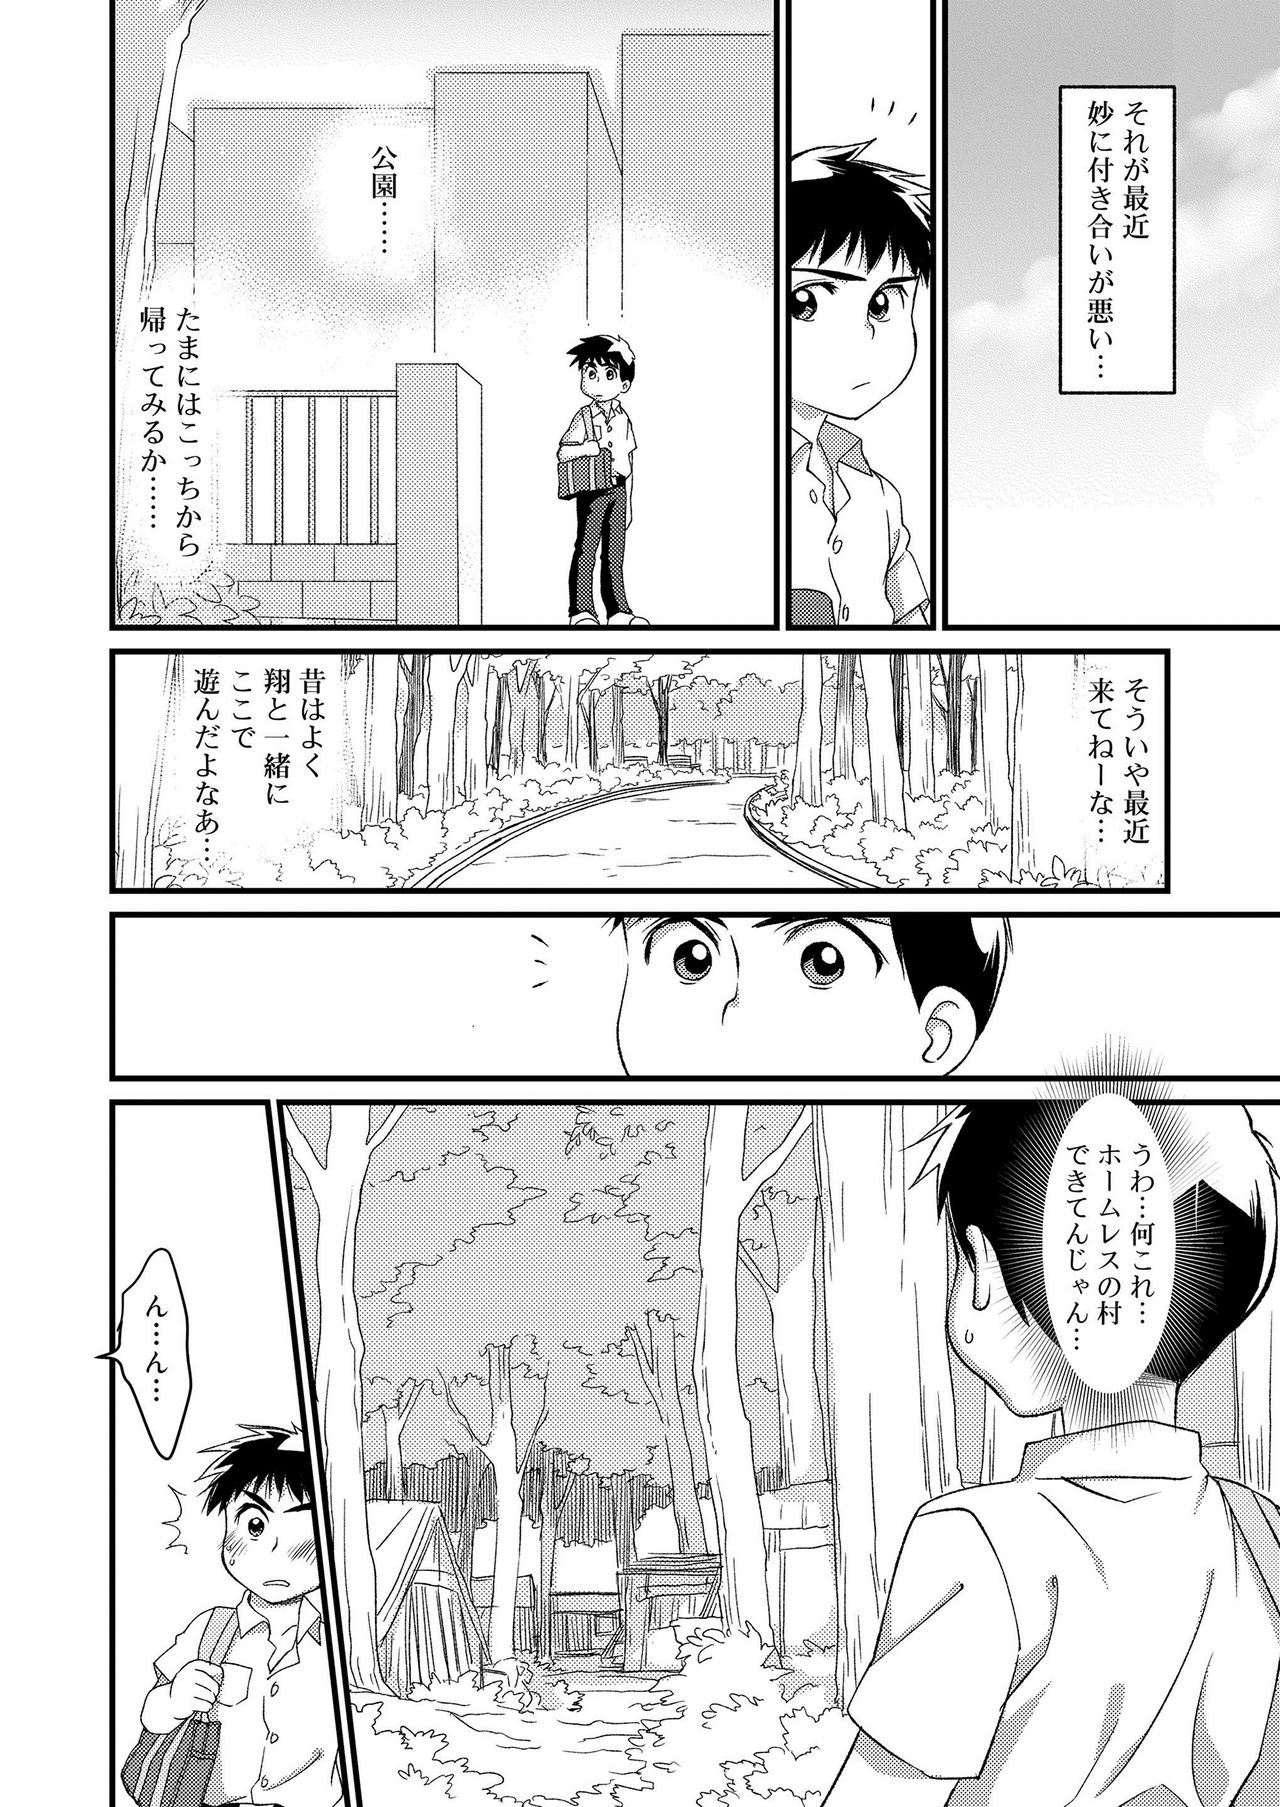 それが最近
妙に付き合いが悪い…
公園……
たまにはこっちから
帰ってみるか……
そういや最近
来てねーな…
昔はよく
翔と一緒に
ここで
遊んだよなあ…
うわ…何これ…
ホームレスの村
できてんじゃん…
ん…ん…